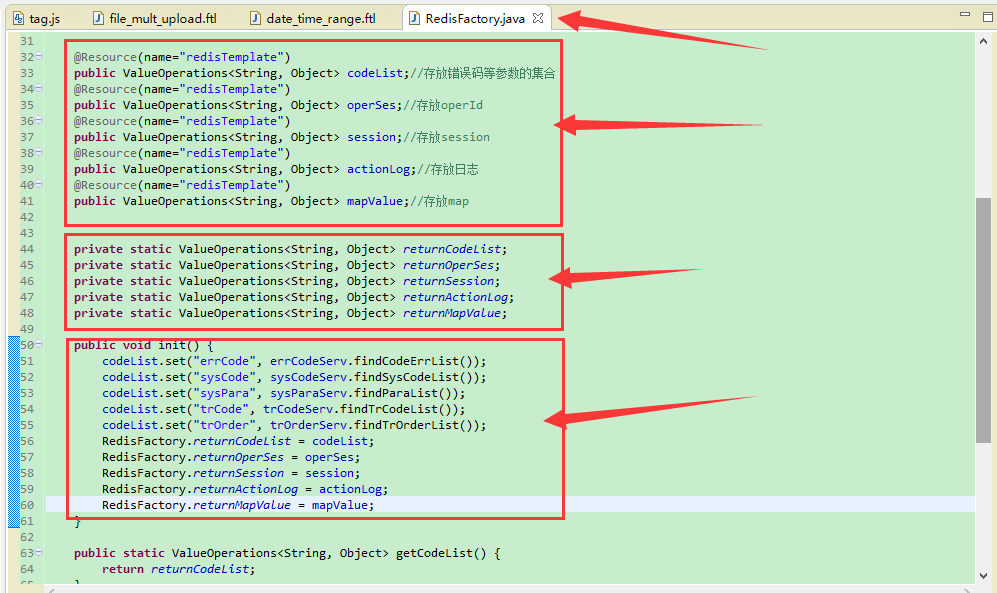 tag.js file_mult_upload.ftl date_time_range.ftl RedisFactory.java
31
32 @Resource(name="redisTemplate")
33 public ValueOperations<String, Object> codeList;//存放错误码等参数的集合
34 @Resource(name="redisTemplate")
35 public ValueOperations<String, Object> operSes;//存放operId
36 @Resource(name="redisTemplate")
37 public ValueOperations<String, Object> session;//存放session
38 @Resource(name="redisTemplate")
39 public ValueOperations<String, Object> actionLog;//存放日志
40 @Resource(name="redisTemplate")
41 public ValueOperations<String, Object> mapValue;//存放map
42
43
44 private static ValueOperations<String, Object> returnCodeList;
45 private static ValueOperations<String, Object> returnOperSes;
46 private static ValueOperations<String, Object> returnSession;
47 private static ValueOperations<String, Object> returnActionLog;
48 private static ValueOperations<String, Object> returnMapValue;
49
50 public void init() {
51 codeList.set("errCode", errCodeServ.findCodeErrList());
52 codeList.set("sysCode", sysCodeServ.findSysCodeList());
53 codeList.set("sysPara", sysParaServ.findParaList());
54 codeList.set("trCode", trCodeServ.findTrCodeList());
55 codeList.set("trOrder", trOrderServ.findTrOrderList());
56 RedisFactory.returnCodeList = codeList;
57 RedisFactory.returnOperSes = operSes;
58 RedisFactory.returnSession = session;
59 RedisFactory.returnActionLog = actionLog;
60 RedisFactory.returnMapValue = mapValue;
61 }
62
63 public static ValueOperations<String, Object> getCodeList() {
64 return returnCodeList;
65 }